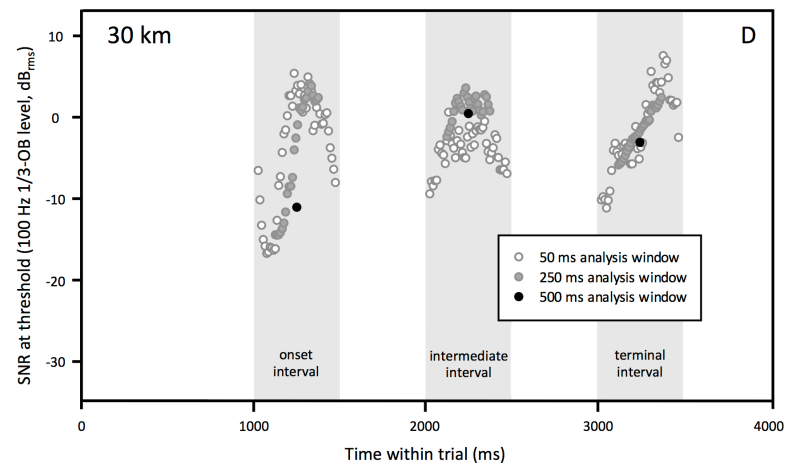 30 km
D
SNR at threshold (100 Hz 1/3-OB level, dBrms)
10
0
-10
-20
-30
50 ms analysis window
250 ms analysis window
500 ms analysis window
onset
interval
intermediate
interval
terminal
interval
0
1000
2000
3000
4000
Time within trial (ms)